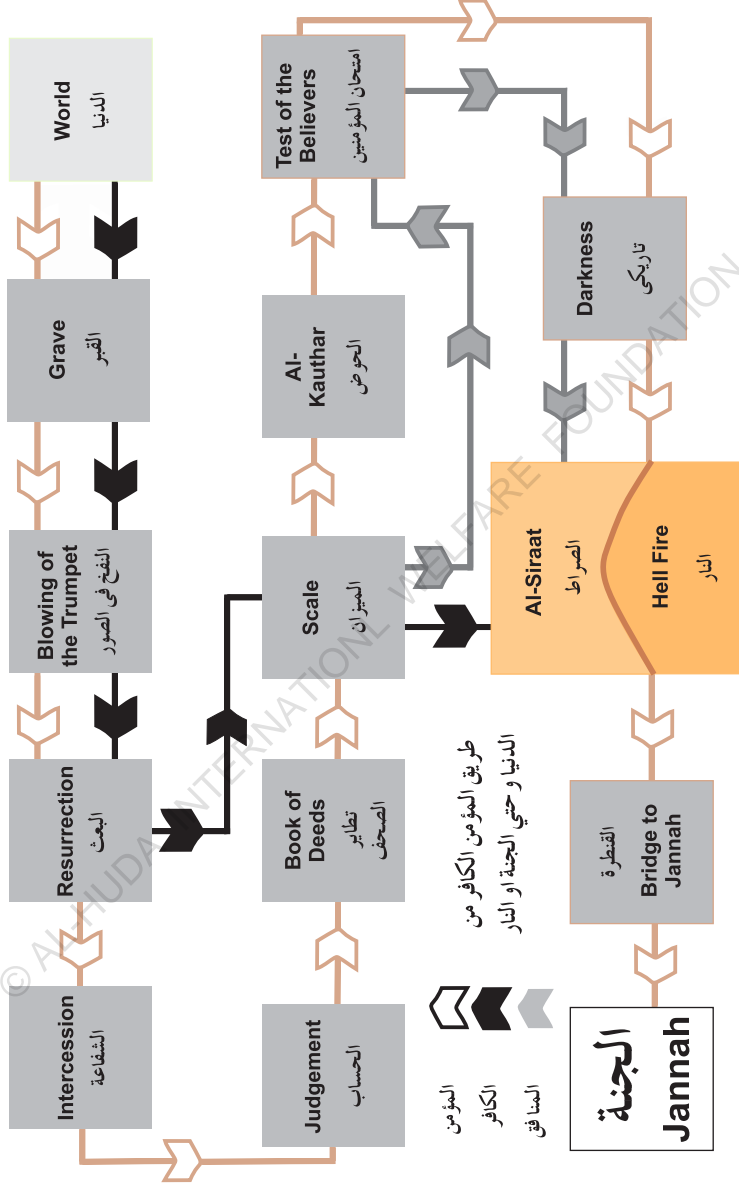 World
الدنيا
Grave
القبر
Blowing of
the Trumpet
النفخ فى الصور
Resurrection
البعث
Intercession
الشفاعة
Judgement
الحساب
Book of
Deeds
تطاير
الصحف
Scale
الميزان
Al-
Kauthar
الحوض
Test of the
Believers
امتحان المؤمنين
Darkness
تاريكى
Al-Siraat
الصراط
Hell Fire
النار
القنطرة
Bridge to
Jannah
الجنة
Jannah
طريق المؤمن الكافر من
الدنيا و حتي الجنة او النار
المؤمن
الكافر
المنافق
© AL-HUDA INTERNATIONL WELFARE FOUNDATION